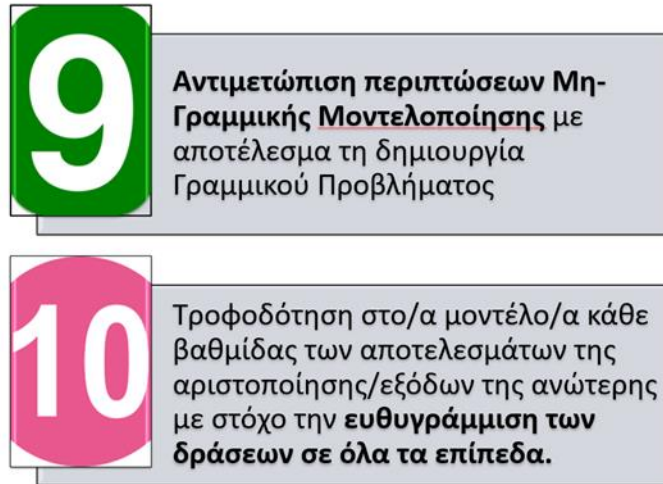 9
Αντιμετώπιση περιπτώσεων Μη-
Γραμμικής Μοντελοποίησης με
αποτέλεσμα τη δημιουργία
Γραμμικού Προβλήματος
10
Τροφοδότηση στο/α μοντέλο/α κάθε
βαθμίδας των αποτελεσμάτων της
αριστοποίησης/εξόδων της ανώτερης
με στόχο την ευθυγράμμιση των
δράσεων σε όλα τα επίπεδα.